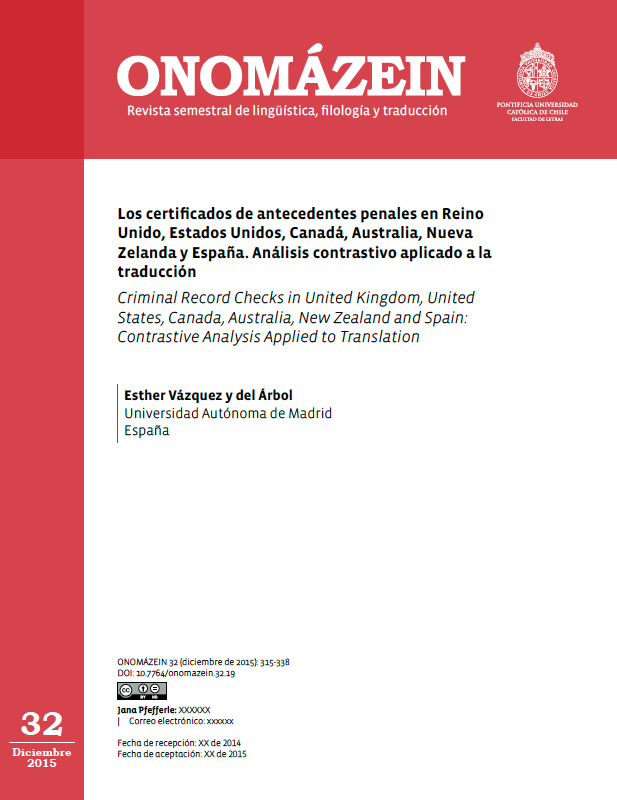 ONOMÁZEIN
Revista semestral de lingüística, filología y traducción
PONTIFICIA UNIVERSIDAD
CATÓLICA DE CHILE
FACULTAD DE LETRAS
Los certificados de antecedentes penales en Reino
Unido, Estados Unidos, Canadá, Australia, Nueva
Zelanda y España. Análisis contrastivo aplicado a la
traducción
Criminal Record Checks in United Kingdom, United
States, Canada, Australia, New Zealand and Spain:
Contrastive Analysis Applied to Translation
Esther Vázquez y del Árbol
Universidad Autónoma de Madrid
España
ONOMÁZEIN 32 (diciembre de 2015): 315-338
DOI: 10.7764/onomazein.32.19
cc BY ND
Jana Pfefferle: XXXXXX
| Correo electrónico: xxxxxx
Fecha de recepción: XX de 2014
Fecha de aceptación: XX de 2015
32
Diciembre
2015